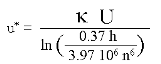 u* = κ U / ln ( 0.37 h / 3.97 10⁶ n⁶ )